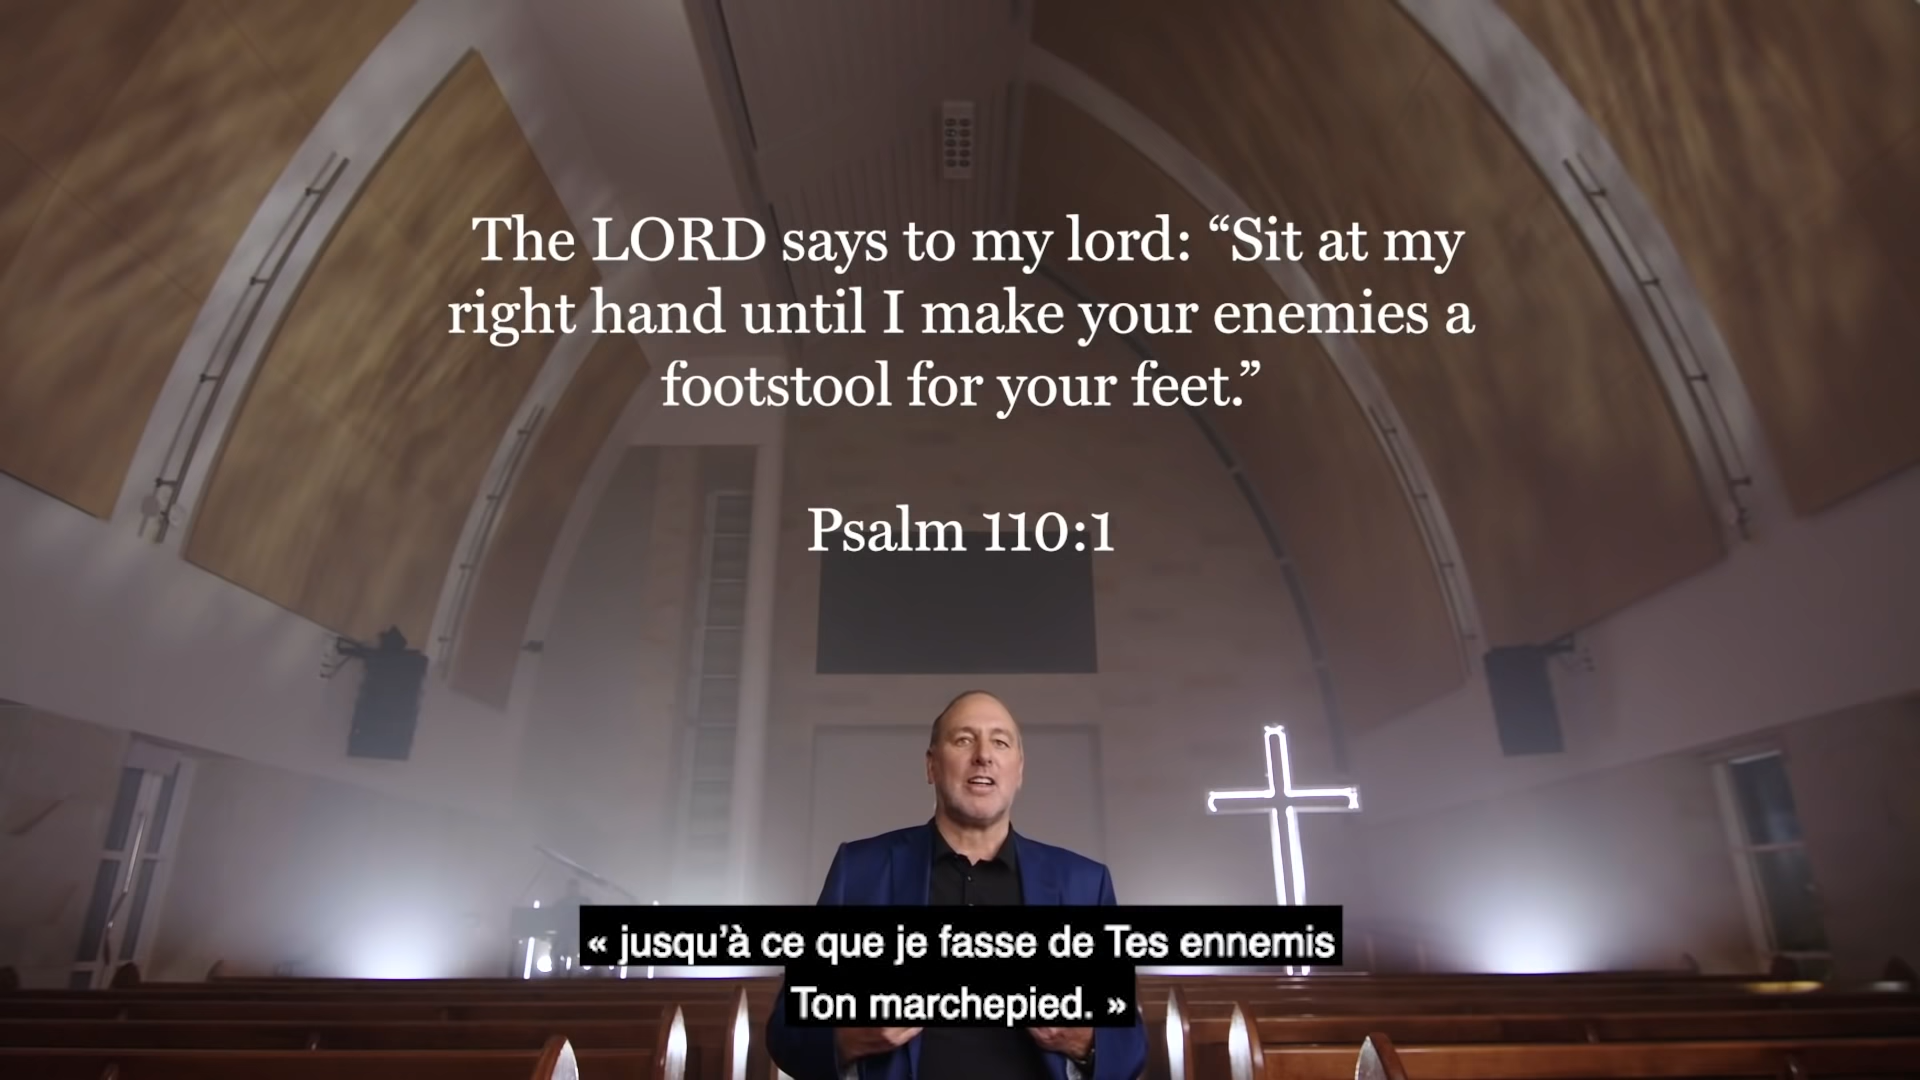 The LORD says to my lord: “Sit at my
right hand until I make your enemies a
footstool for your feet.”
Psalm 110:1
« jusqu’à ce que je fasse de Tes ennemis
Ton marchepied. »